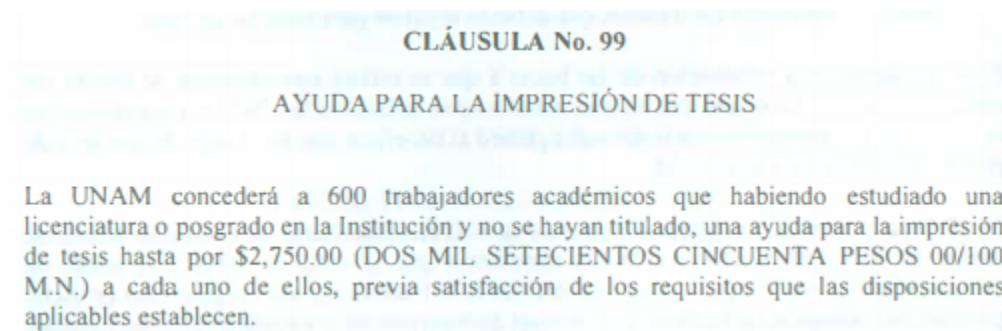 CLÁUSULA No. 99
AYUDA PARA LA IMPRESIÓN DE TESIS
La UNAM concederá a 600 trabajadores académicos que habiendo estudiado una
licenciatura o posgrado en la Institución y no se hayan titulado, una ayuda para la impresión
de tesis hasta por $2,750.00 (DOS MIL SETECIENTOS CINCUENTA PESOS 00/100
M.N.) a cada uno de ellos, previa satisfacción de los requisitos que las disposiciones
aplicables establecen.